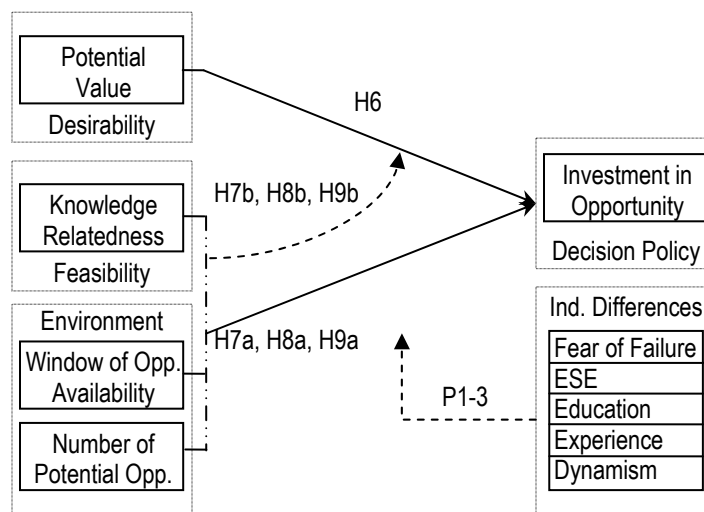 Potential
Value
Desirability
H6
Knowledge
Relatedness
Feasibility
H7b, H8b, H9b
Investment in
Opportunity
Decision Policy
Environment
Window of Opp.
Availability
Number of
Potential Opp.
H7a, H8a, H9a
P1-3
Ind. Differences
Fear of Failure
ESE
Education
Experience
Dynamism